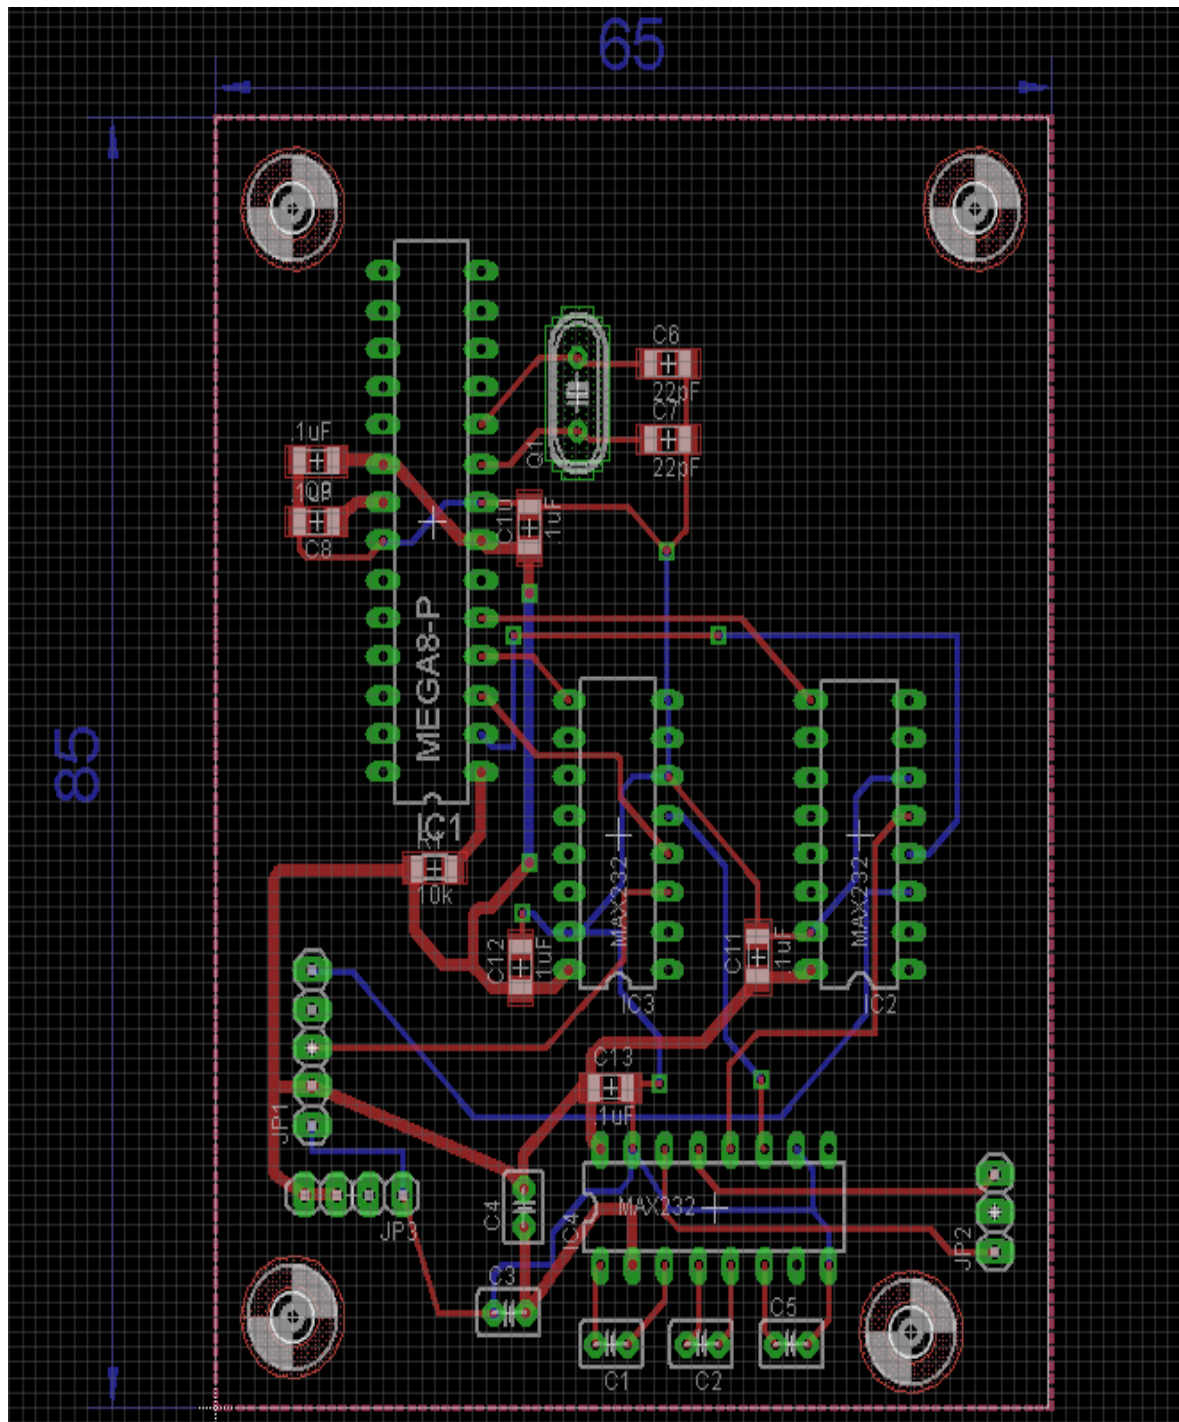 65
85
C6
22pF
C7
22pF
Q1
.1uF
C8
C10
.1uF
MEGA8-P
IC1
10k
MAX232
IC3
MAX232
IC2
C12
.1uF
C11
.1uF
C13
.1uF
JP1
JP3
C4
IC4
MAX232
JP2
C3
C1
C2
C5